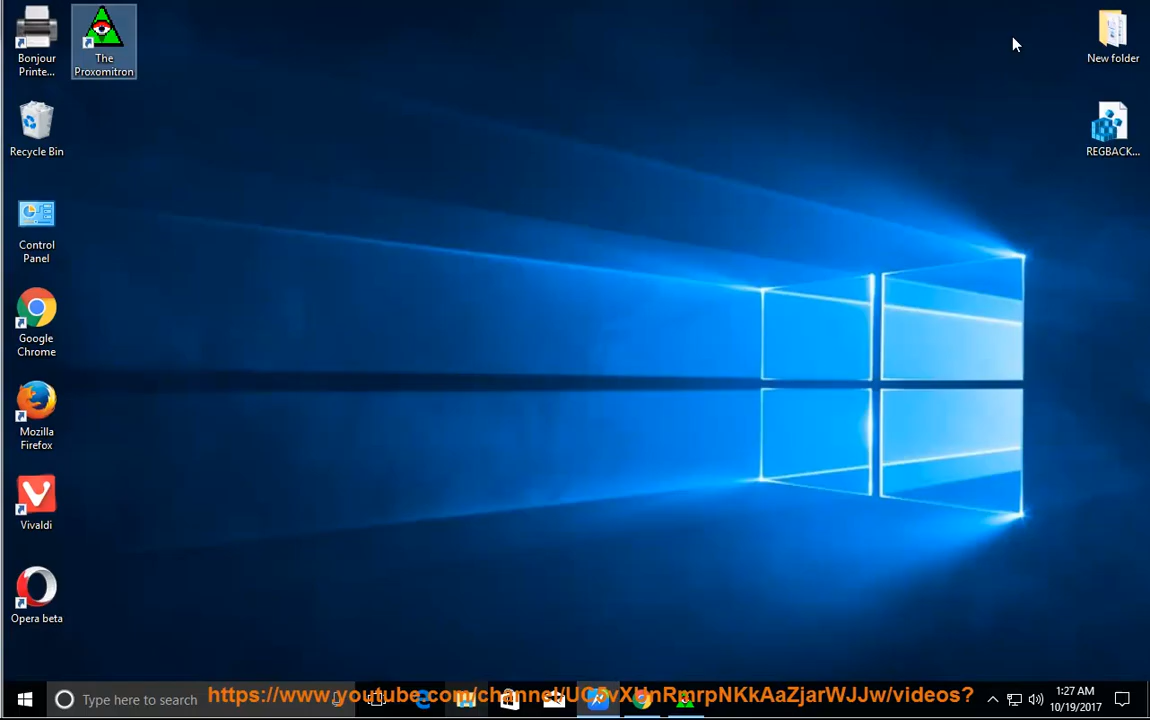 Bonjour
Printe...
The
Proxomitron
New folder
Recycle Bin
REGBACK...
Control
Panel
Google
Chrome
Mozilla
Firefox
Vivaldi
Opera beta
Type here to search
1:27 AM
10/19/2017